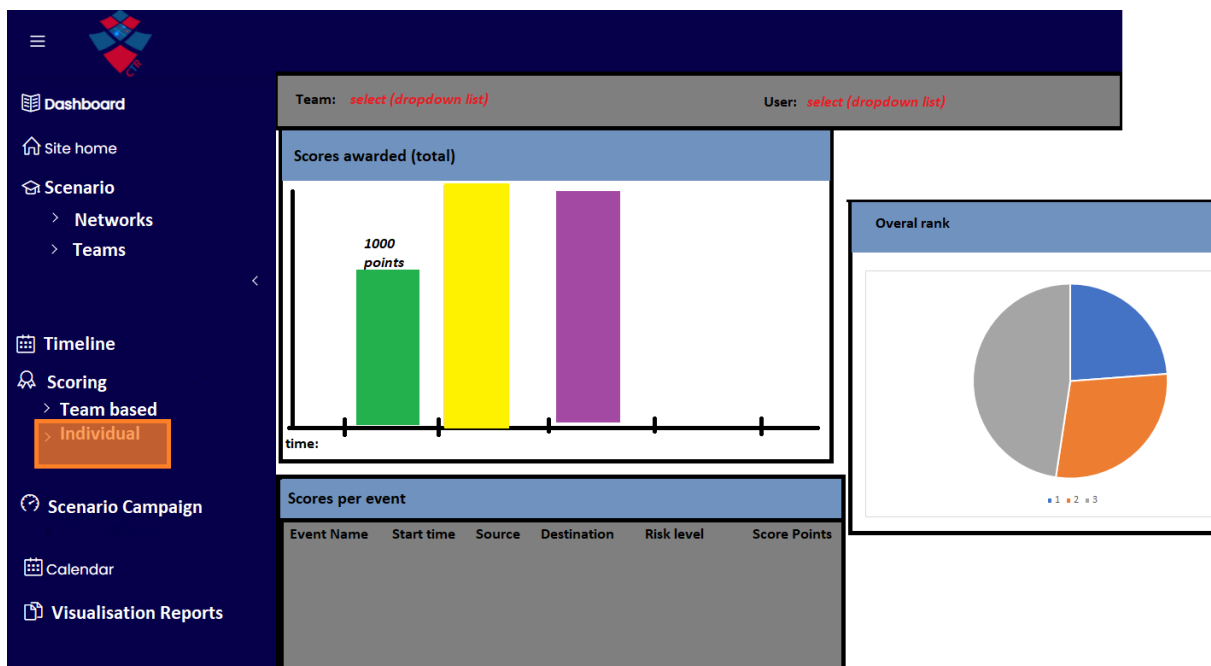 CTR
Dashboard
Site home
Scenario
Networks
Teams
Timeline
Scoring
Team based
Individual
Scenario Campaign
Calendar
Visualisation Reports
Team: select (dropdown list) User: select (dropdown list)
Scores awarded (total)
1000
points
time:
Overal rank
1 2 3
Scores per event
Event Name Start time Source Destination Risk level Score Points